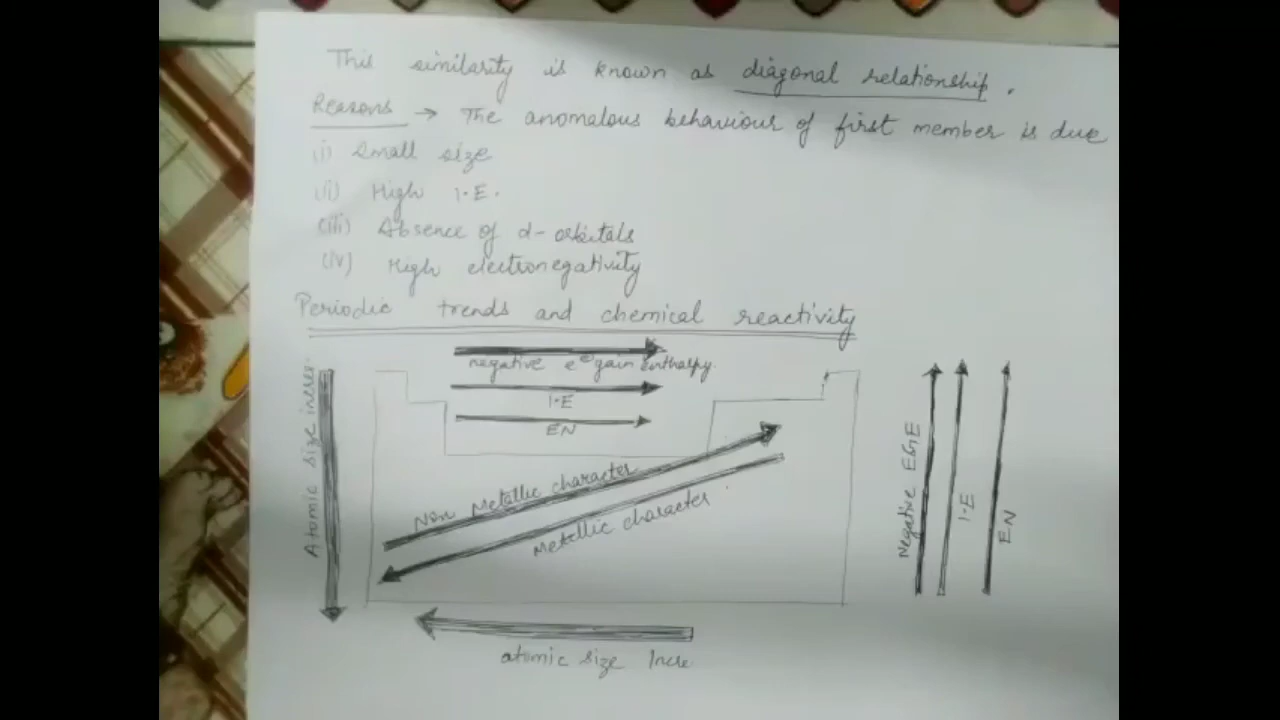 This similarity is known as diagonal relationship.
Reasons → The anomalous behaviour of first member is due
(i) Small size
(ii) High I.E.
(iii) Absence of d-orbitals
(iv) High electronegativity
Periodic trends and chemical reactivity
negative e⊖ gain enthalpy
I.E
EN
Atomic size
Non Metallic character
Metallic character
Negative EGE
I.E
EN
atomic size Incre